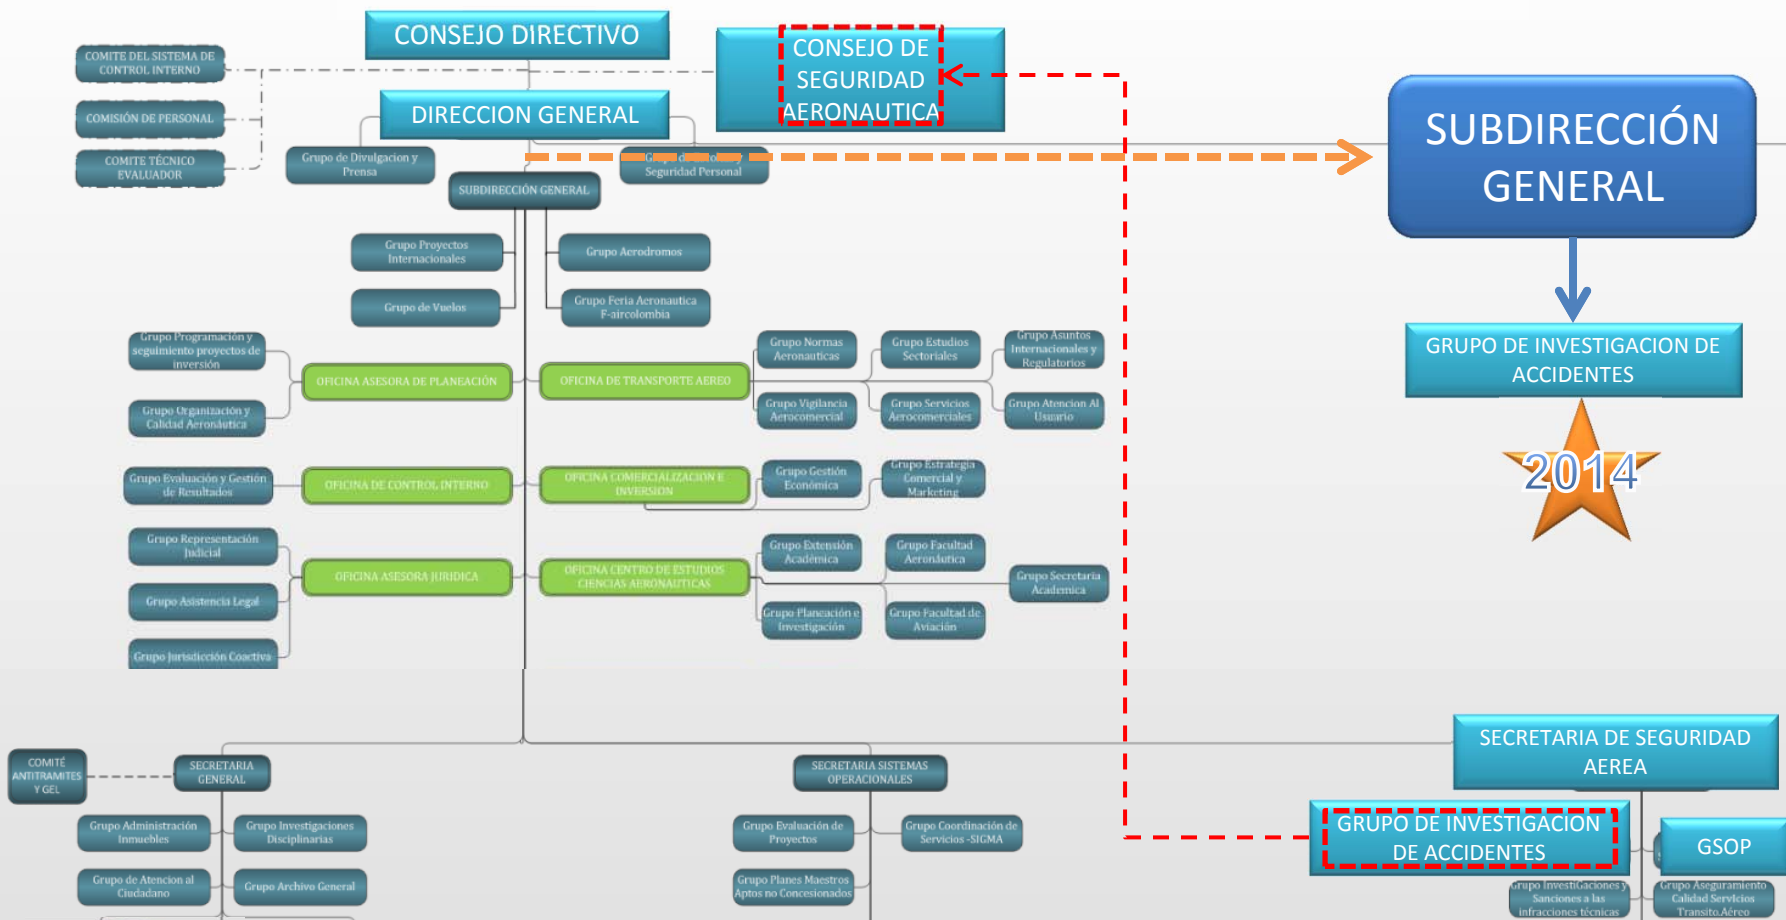 CONSEJO DIRECTIVO
CONSEJO DE
SEGURIDAD
AERONAUTICA
COMITE DEL SISTEMA DE
CONTROL INTERNO
COMISIÓN DE PERSONAL
COMITE TÉCNICO
EVALUADOR
DIRECCION GENERAL
Grupo de Divulgacion y
Prensa
Seguridad Personal
SUBDIRECCIÓN GENERAL
SUBDIRECCIÓN
GENERAL
Grupo Proyectos
Internacionales
Grupo Aerodromos
Grupo de Vuelos
Grupo Feria Aeronautica
F-aircolombia
GRUPO DE INVESTIGACION DE
ACCIDENTES
2014
Grupo Programación y
seguimiento proyectos de
inversión
OFICINA ASESORA DE PLANEACIÓN
Grupo Organización y
Calidad Aeronáutica
OFICINA DE TRANSPORTE AEREO
Grupo Normas
Aeronauticas
Grupo Estudios
Sectoriales
Grupo Asuntos
Internacionales y
Regulatorios
Grupo Vigilancia
Aerocomercial
Grupo Servicios
Aerocomerciales
Grupo Atencion Al
Usuario
Grupo Evaluación y Gestión
de Resultados
OFICINA DE CONTROL INTERNO
OFICINA COMERCIALIZACION E
INVERSION
Grupo Gestión
Económica
Grupo Estrategia
Comercial y
Marketing
Grupo Representación
Judicial
OFICINA ASESORA JURIDICA
Grupo Asistencia Legal
Grupo Jurisdicción Coactiva
OFICINA CENTRO DE ESTUDIOS
CIENCIAS AERONAUTICAS
Grupo Extensión
Académica
Grupo Facultad
Aeronáutica
Grupo Secretaria
Academica
Grupo Planeación e
Investigación
Grupo Facultad de
Aviación
COMITÉ
ANTITRAMITES
Y GEL
SECRETARIA
GENERAL
SECRETARIA SISTEMAS
OPERACIONALES
SECRETARIA DE SEGURIDAD
AEREA
Grupo Administración
Inmuebles
Grupo Investigaciones
Disciplinarias
Grupo Evaluación de
Proyectos
Grupo Coordinación de
Servicios -SIGMA
GRUPO DE INVESTIGACION
DE ACCIDENTES
GSOP
Grupo de Atencion al
Ciudadano
Grupo Archivo General
Grupo Planes Maestros
Aptos no Concesionados
Grupo InvestiGaciones y
Sanciones a las
infracciones técnicas
Grupo Aseguramiento
Calidad Servicios
Transito.Aéreo